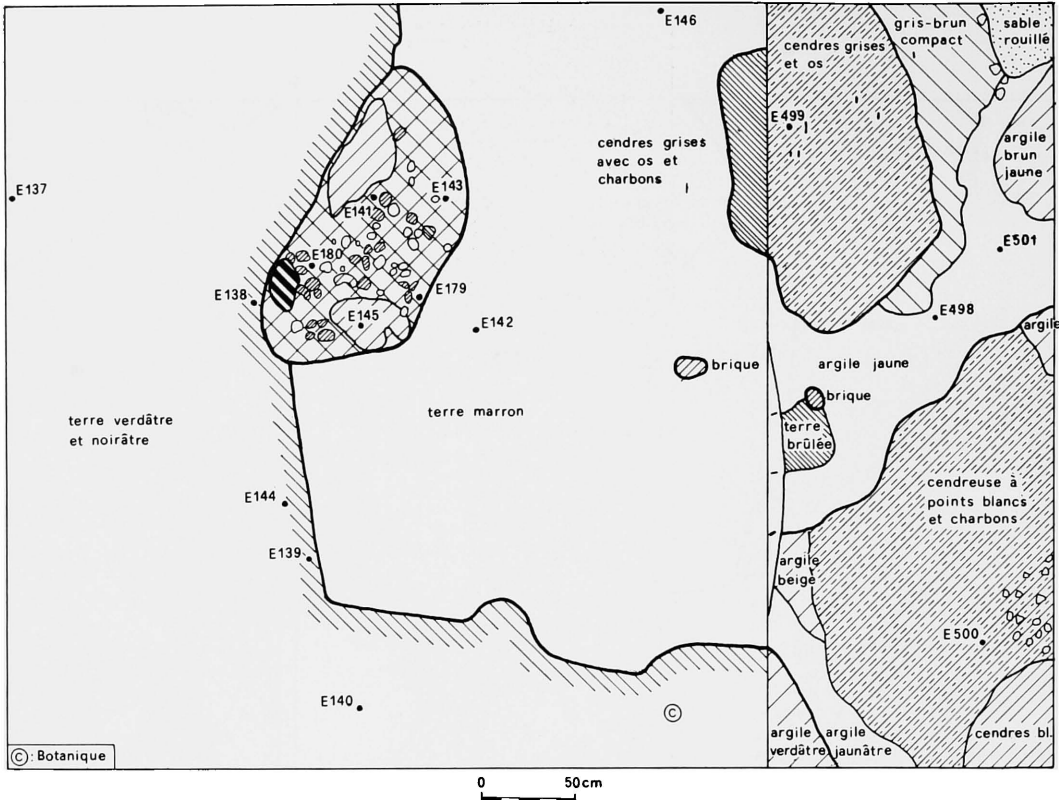 E146
gris-brun
compact
sable
rouillé
cendres grises
et os
E499
argile
brun
jaune
cendres grises
avec os et
charbons
E137
E143
E141
E501
E180
E138
E179
E145
E142
E498
argile
brique
argile jaune
brique
terre verdâtre
et noirâtre
terre marron
terre
brûlée
cendreuse à
points blancs
et charbons
E144
E139
argile
beige
E500
E140
©
argile
verdâtre
argile
jaunâtre
cendres bl.
©: Botanique
0 50cm